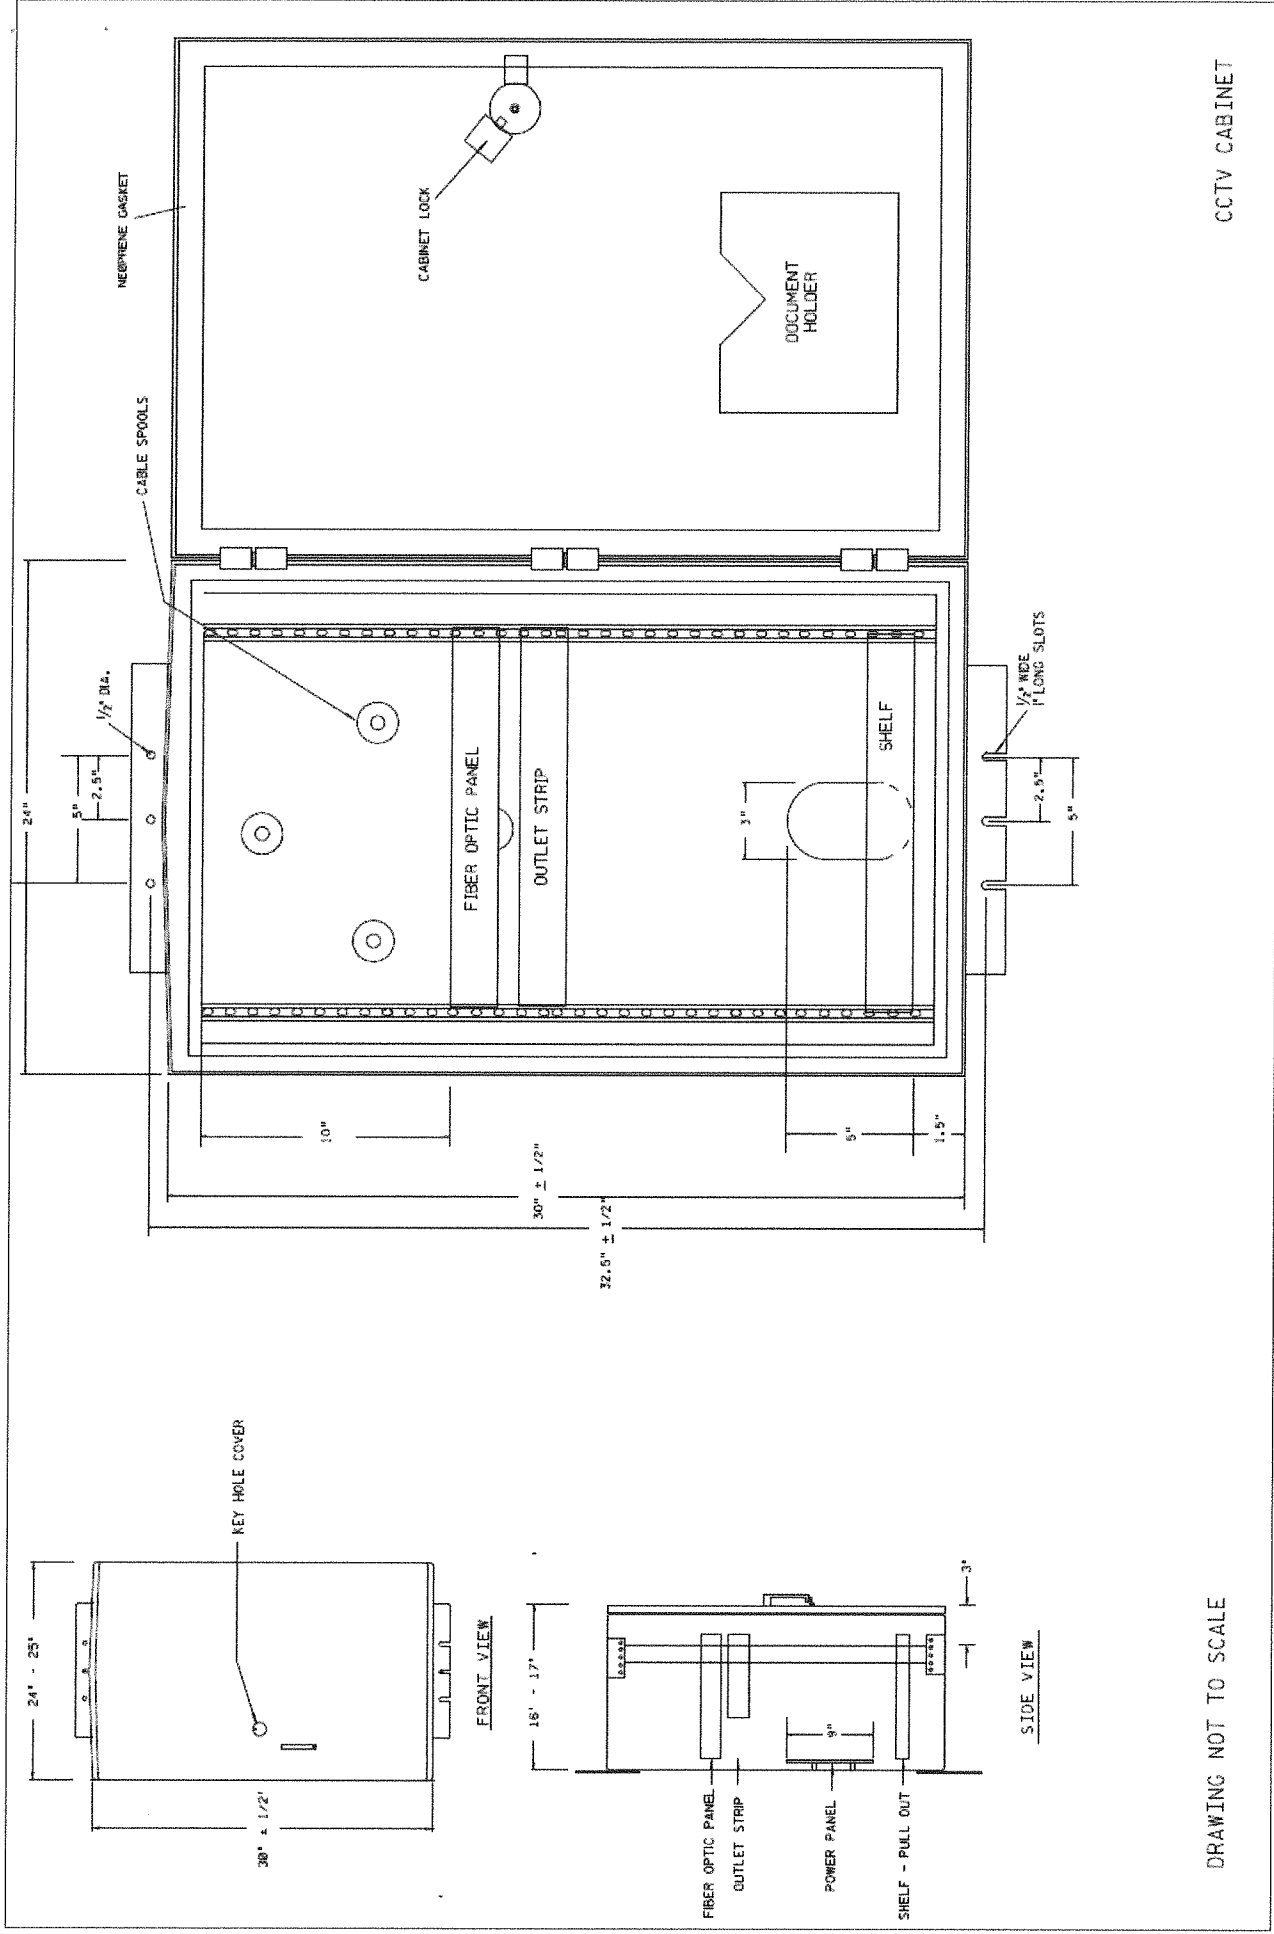 24" - 25"
KEY HOLE COVER
30" ± 1/2'
FRONT VIEW
16' - 17"
FIBER OPTIC PANEL
OUTLET STRIP
POWER PANEL
SHELF - PULL OUT
9"
3"
SIDE VIEW
DRAWING NOT TO SCALE
24"
5"
2.5"
1/2" DIA.
CABLE SPOOLS
NEOPRENE GASKET
CABINET LOCK
DOCUMENT
HOLDER
FIBER OPTIC PANEL
OUTLET STRIP
SHELF
3"
10"
30" ± 1/2"
32.5" ± 1/2"
1.5"
1/2" WIDE
1" LONG SLOTS
2.5"
5"
CCTV CABINET